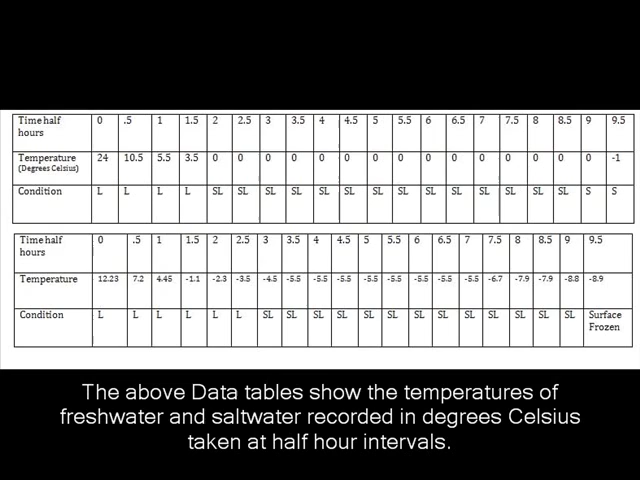 Time half hours 0 .5 1 1.5 2 2.5 3 3.5 4 4.5 5 5.5 6 6.5 7 7.5 8 8.5 9 9.5
Temperature (Degrees Celsius) 24 10.5 5.5 3.5 0 0 0 0 0 0 0 0 0 0 0 0 0 0 0 -1
Condition L L L L SL SL SL SL SL SL SL SL SL SL SL SL SL SL S S
Time half hours 0 .5 1 1.5 2 2.5 3 3.5 4 4.5 5 5.5 6 6.5 7 7.5 8 8.5 9 9.5
Temperature 12.23 7.2 4.45 -1.1 -2.3 -3.5 -4.5 -5.5 -5.5 -5.5 -5.5 -5.5 -5.5 -5.5 -5.5 -6.7 -7.9 -7.9 -8.8 -8.9
Condition L L L L L L SL SL SL SL SL SL SL SL SL SL SL SL SL Surface Frozen
The above Data tables show the temperatures of
freshwater and saltwater recorded in degrees Celsius
taken at half hour intervals.